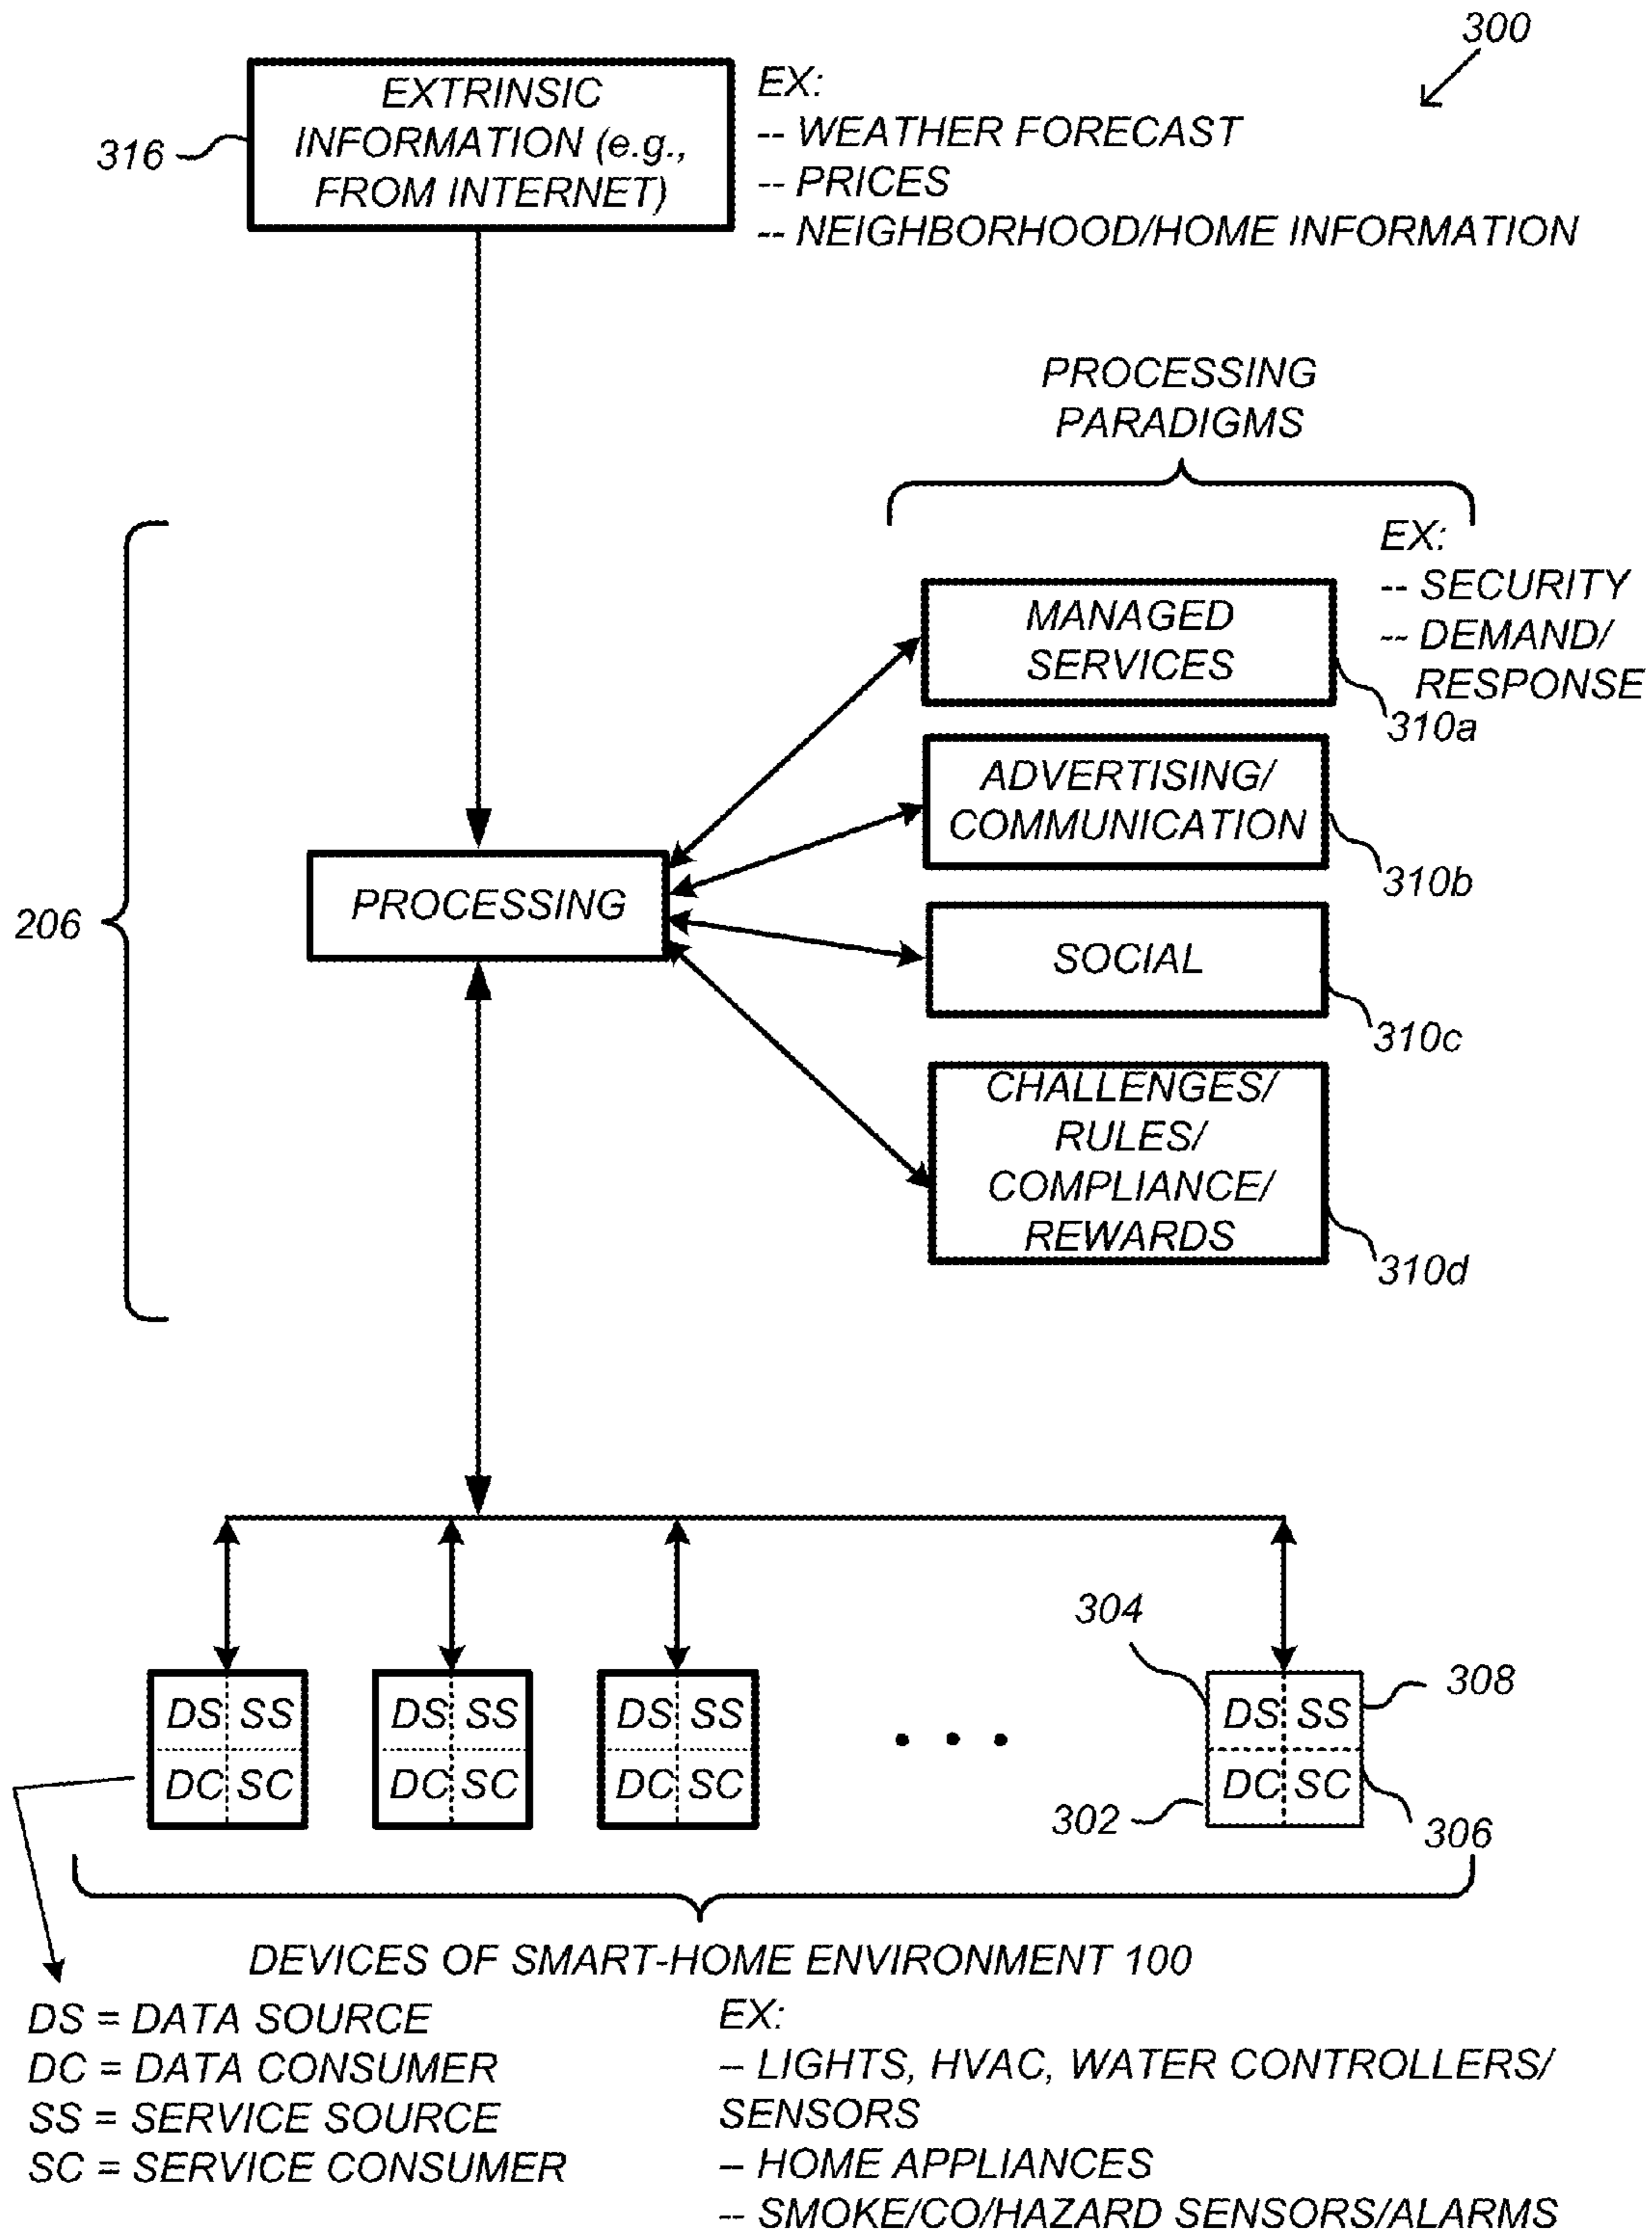 300
EXTRINSIC
INFORMATION (e.g.,
FROM INTERNET)
316
EX:
-- WEATHER FORECAST
-- PRICES
-- NEIGHBORHOOD/HOME INFORMATION
PROCESSING
PARADIGMS
EX:
-- SECURITY
-- DEMAND/
RESPONSE
MANAGED
SERVICES
310a
ADVERTISING/
COMMUNICATION
310b
PROCESSING
206
SOCIAL
310c
CHALLENGES/
RULES/
COMPLIANCE/
REWARDS
310d
304
308
DS SS
DC SC
DS SS
DC SC
DS SS
DC SC
• • •
DS SS
DC SC
302
306
DEVICES OF SMART-HOME ENVIRONMENT 100
DS = DATA SOURCE
DC = DATA CONSUMER
SS = SERVICE SOURCE
SC = SERVICE CONSUMER
EX:
-- LIGHTS, HVAC, WATER CONTROLLERS/
SENSORS
-- HOME APPLIANCES
-- SMOKE/CO/HAZARD SENSORS/ALARMS